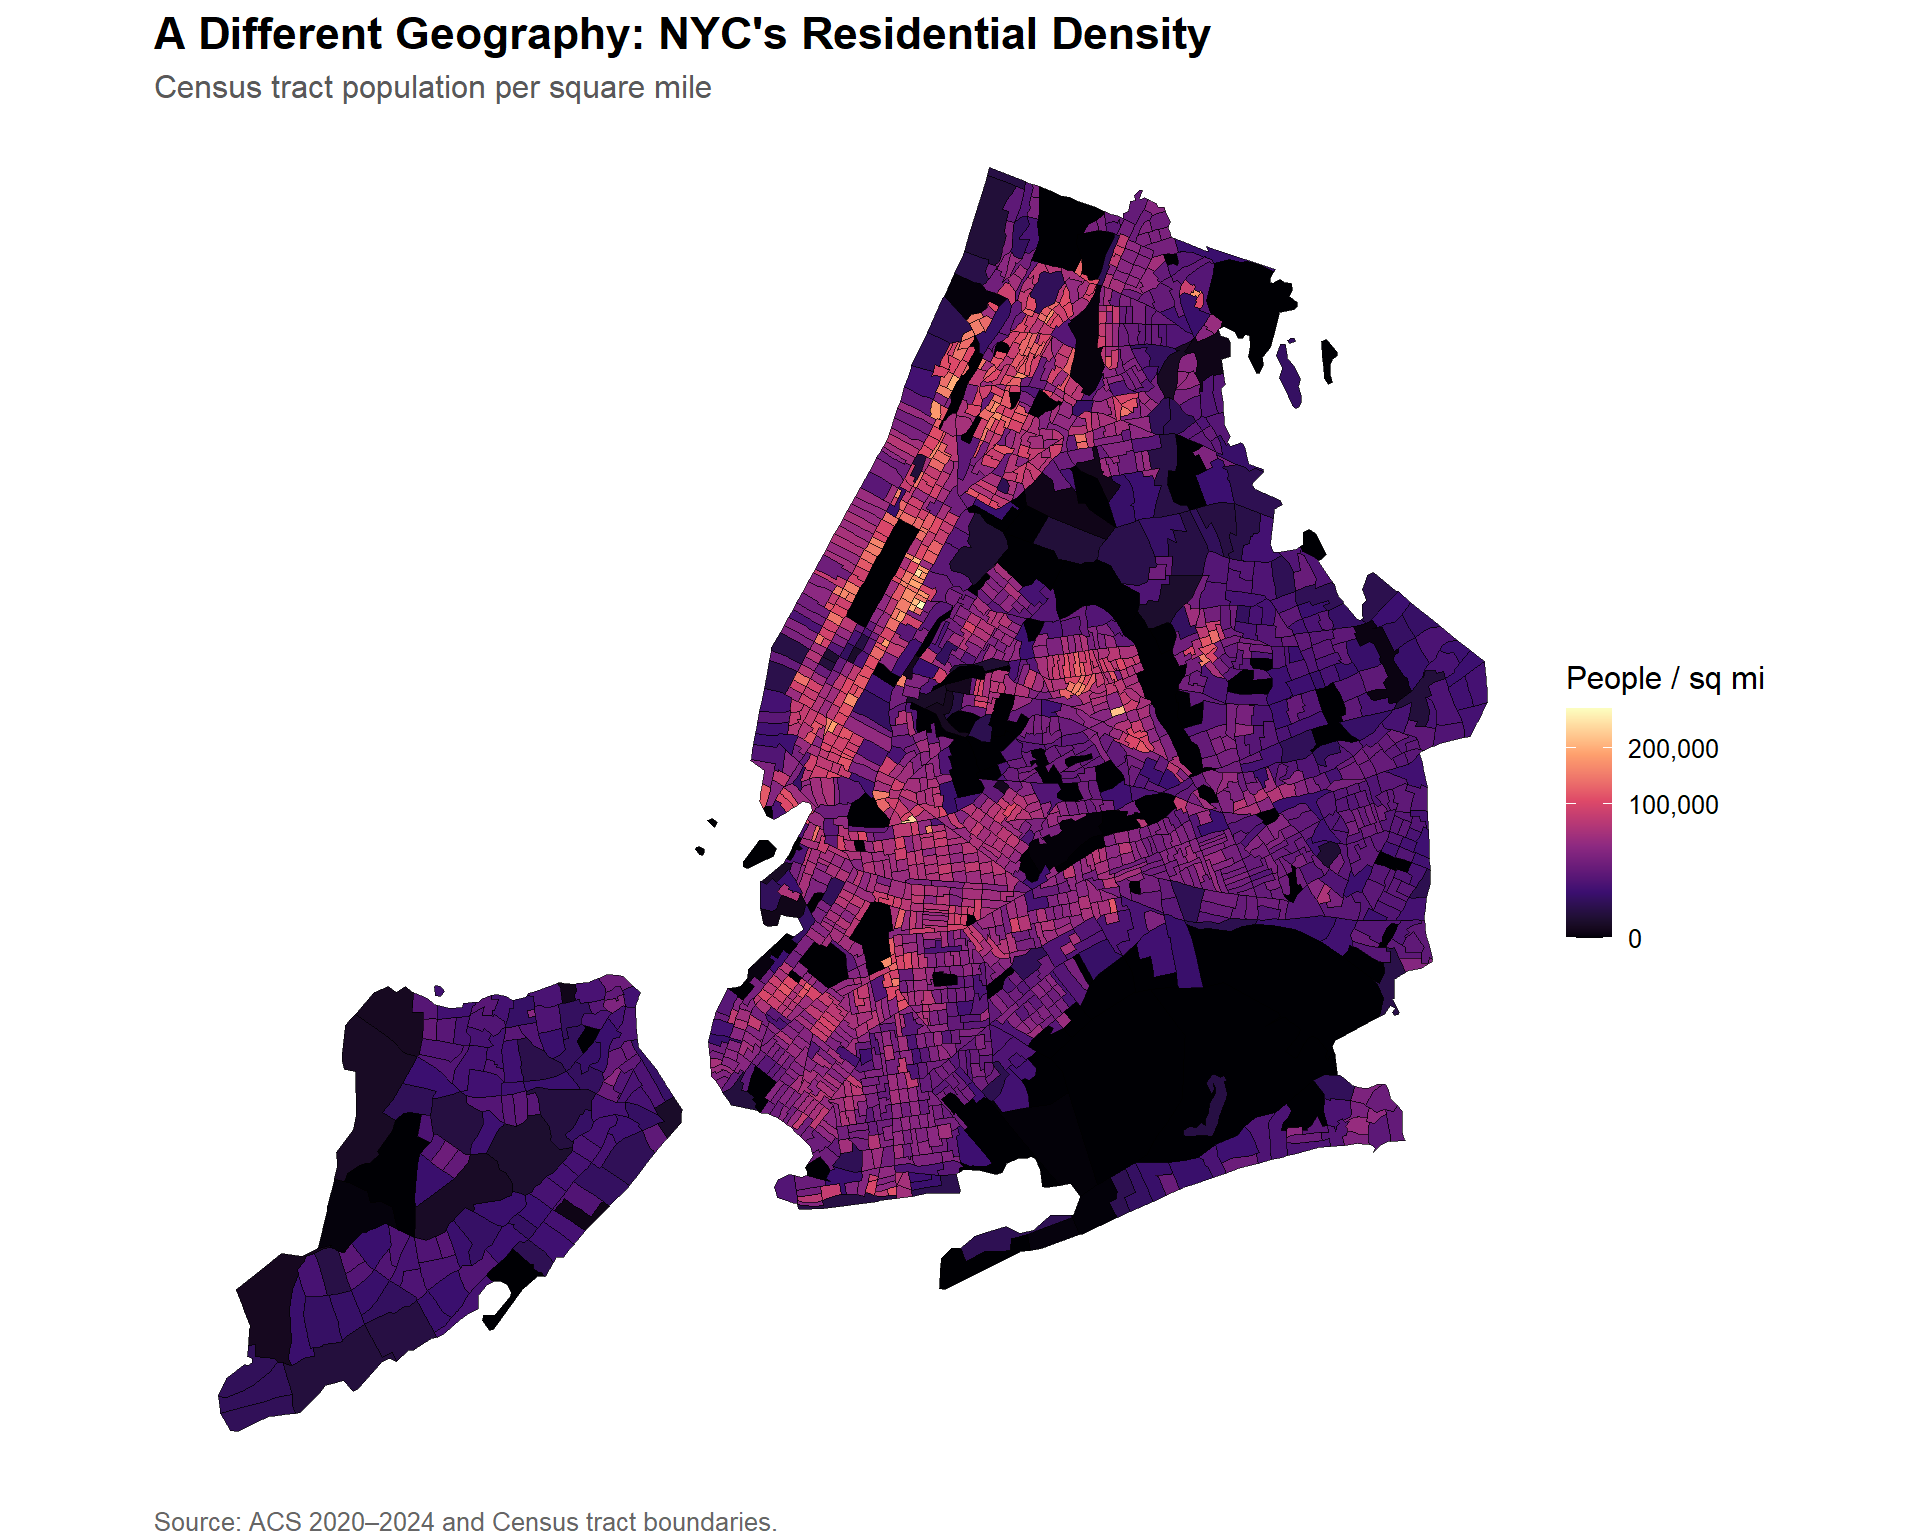 A Different Geography: NYC's Residential Density
Census tract population per square mile
People / sq mi
200,000
100,000
0
Source: ACS 2020–2024 and Census tract boundaries.